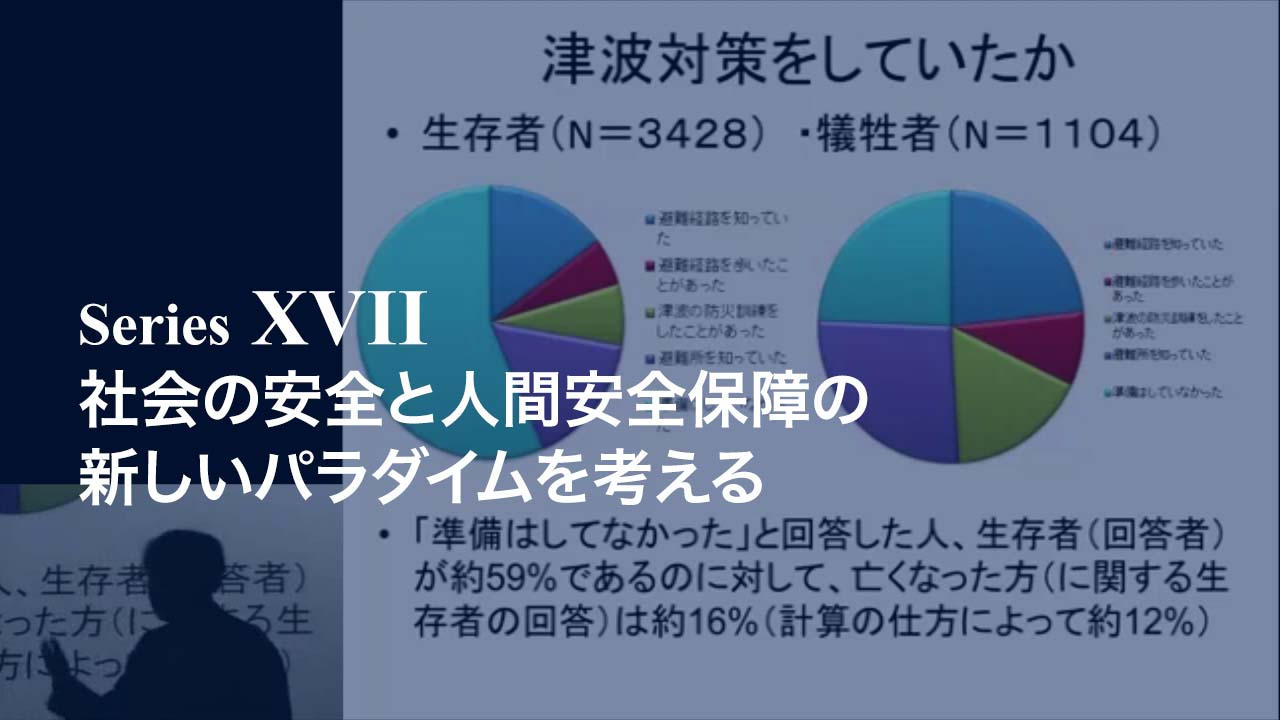 津波対策をしていたか
• 生存者(N=3428) ・犠牲者(N=1104)
避難経路を知ってい
た
避難経路を歩いたこ
とがあった
津波の防災訓練を
したことがあった
避難所を知っていた
た
避難経路を知っていた
避難経路を歩いたことが
あった
津波の防災訓練をしたこと
があった
避難所を知っていた
準備はしていなかった
Series XVII
社会の安全と人間安全保障の
新しいパラダイムを考える
• 「準備はしてなかった」と回答した人、生存者(回答者)
が約59%であるのに対して、亡くなった方(に関する生
存者の回答)は約16%(計算の仕方によって約12%)
人、生存者 答者)
った方(に する生
方によっ )